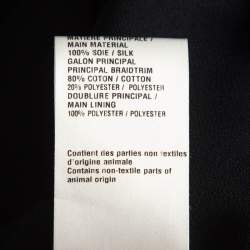 MATIÈRE PRINCIPALE /
MAIN MATERIAL
100% SOIE / SILK
GALON PRINCIPAL
PRINCIPAL BRAIDTRIM
80% COTON / COTTON
20% POLYESTER / POLYESTER
DOUBLURE PRINCIPAL /
MAIN LINING
100% POLYESTER / POLYESTER
Contient des parties non textiles
d'origine animale
Contains non-textile parts of
animal origin